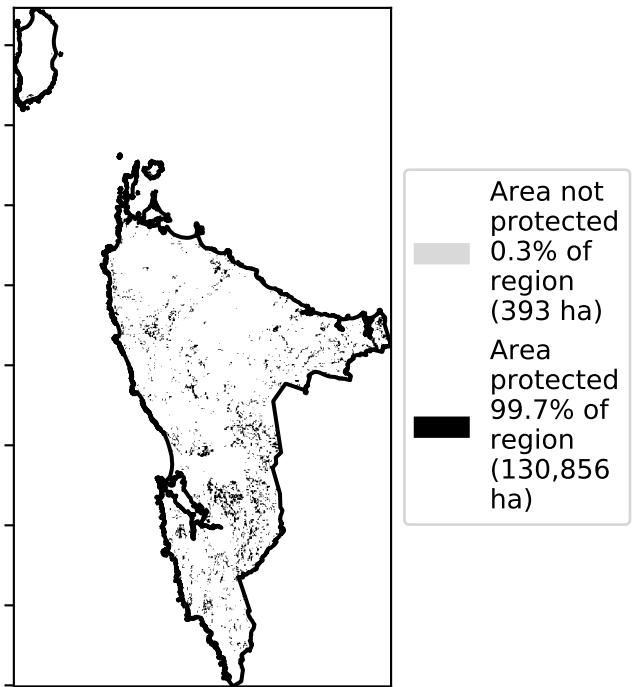 Area not
protected
0.3% of
region
(393 ha)
Area
protected
99.7% of
region
(130,856
ha)